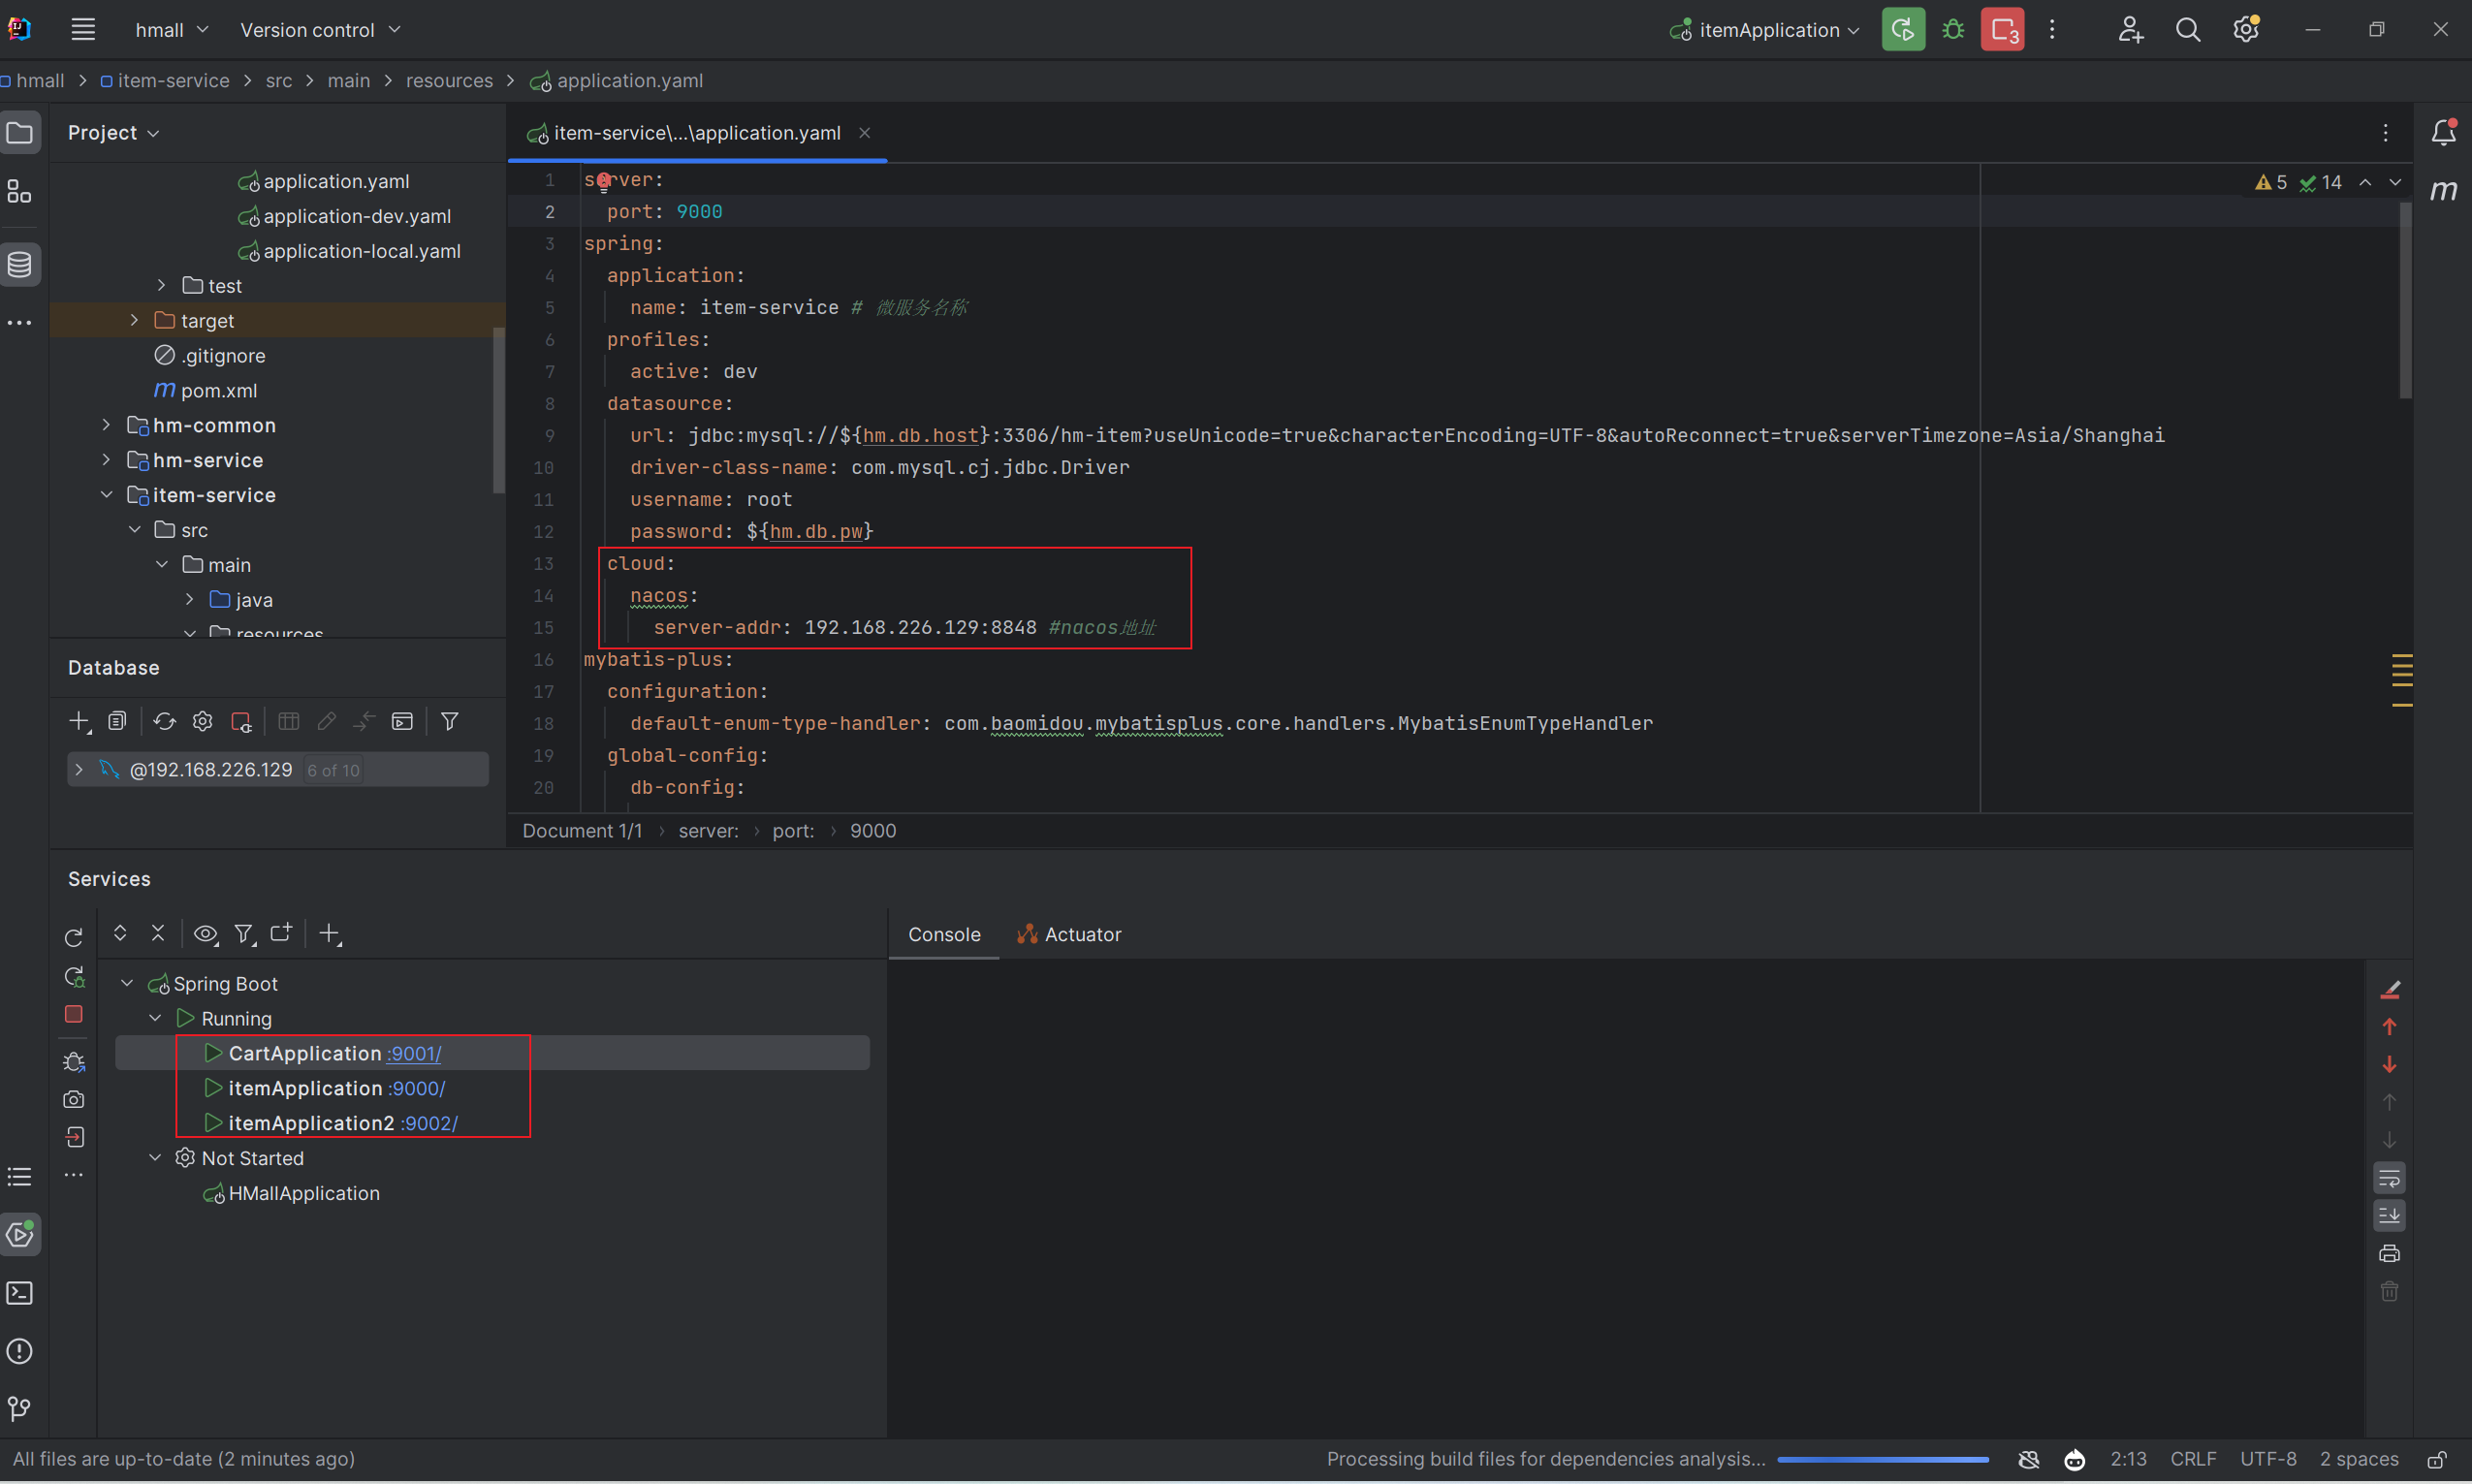 hmall Version control itemApplication 3
hmall item-service src main resources application.yaml
Project
application.yaml
application-dev.yaml
application-local.yaml
test
target
.gitignore
pom.xml
hm-common
hm-service
item-service
src
main
java
resources
item-service\...\application.yaml
5 14
1 server:
2 port: 9000
3 spring:
4 application:
5 name: item-service # 微服务名称
6 profiles:
7 active: dev
8 datasource:
9 url: jdbc:mysql://${hm.db.host}:3306/hm-item?useUnicode=true&characterEncoding=UTF-8&autoReconnect=true&serverTimezone=Asia/Shanghai
10 driver-class-name: com.mysql.cj.jdbc.Driver
11 username: root
12 password: ${hm.db.pw}
13 cloud:
14 nacos:
15 server-addr: 192.168.226.129:8848 #nacos地址
16 mybatis-plus:
17 configuration:
18 default-enum-type-handler: com.baomidou.mybatisplus.core.handlers.MybatisEnumTypeHandler
19 global-config:
20 db-config:
Document 1/1 › server: › port: › 9000
Database
@192.168.226.129 6 of 10
Services
Console Actuator
Spring Boot
Running
CartApplication :9001/
itemApplication :9000/
itemApplication2 :9002/
Not Started
HMallApplication
All files are up-to-date (2 minutes ago)
Processing build files for dependencies analysis... 2:13 CRLF UTF-8 2 spaces